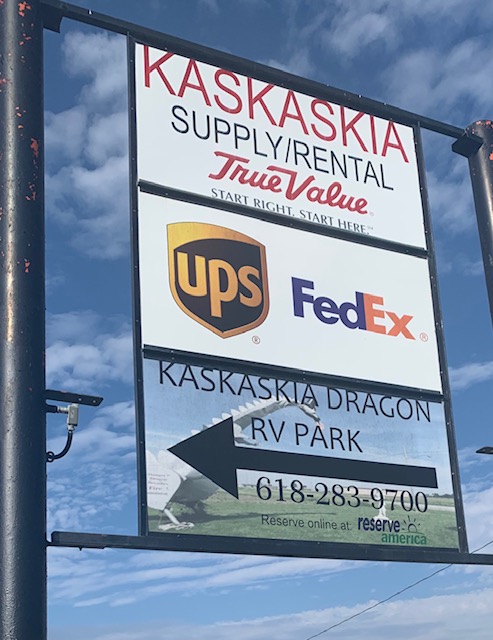 KASKASKIA
SUPPLY/RENTAL
True Value®
START RIGHT. START HERE.℠
ups®
FedEx®
KASKASKIA DRAGON
RV PARK
618-283-9700
Reserve online at: reserve
america